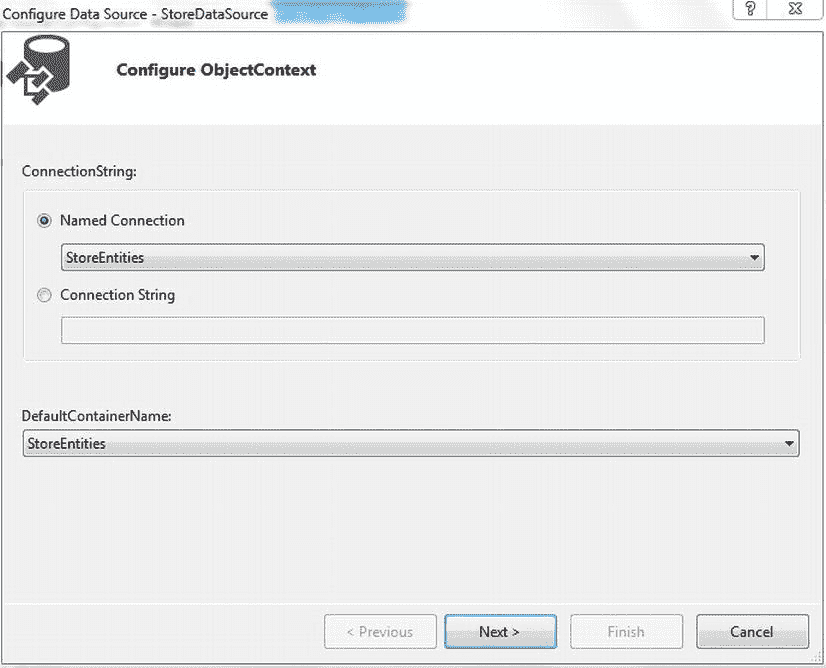 Configure Data Source - StoreDataSource
?
Configure ObjectContext
ConnectionString:
Named Connection
StoreEntities
Connection String
DefaultContainerName:
StoreEntities
< Previous
Next >
Finish
Cancel